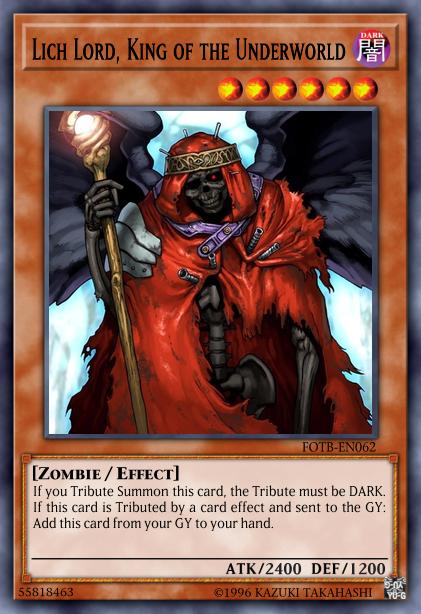 Lich Lord, King of the Underworld
DARK
闇
FOTB-EN062
[Zombie / Effect]
If you Tribute Summon this card, the Tribute must be DARK.
If this card is Tributed by a card effect and sent to the GY:
Add this card from your GY to your hand.
ATK/2400 DEF/1200
55818463
©1996 KAZUKI TAKAHASHI